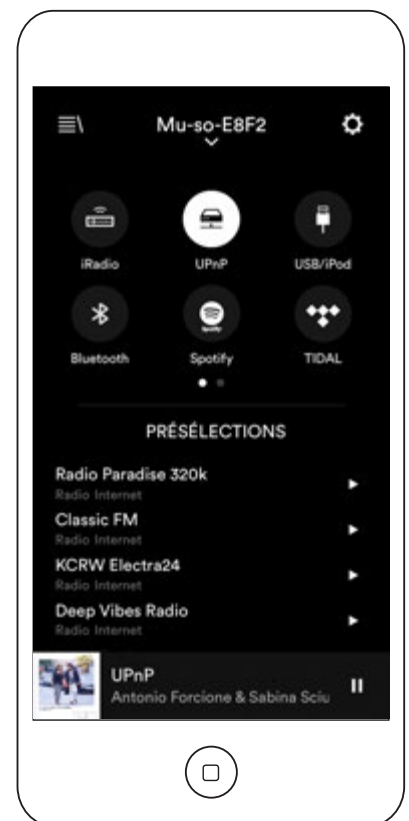 Mu-so-E8F2
iRadio
UPnP
USB/iPod
Bluetooth
Spotify
TIDAL
PRÉSÉLECTIONS
Radio Paradise 320k
Radio Internet
Classic FM
Radio Internet
KCRW Electra24
Radio Internet
Deep Vibes Radio
Radio Internet
UPnP
Antonio Forcione & Sabina Sciu